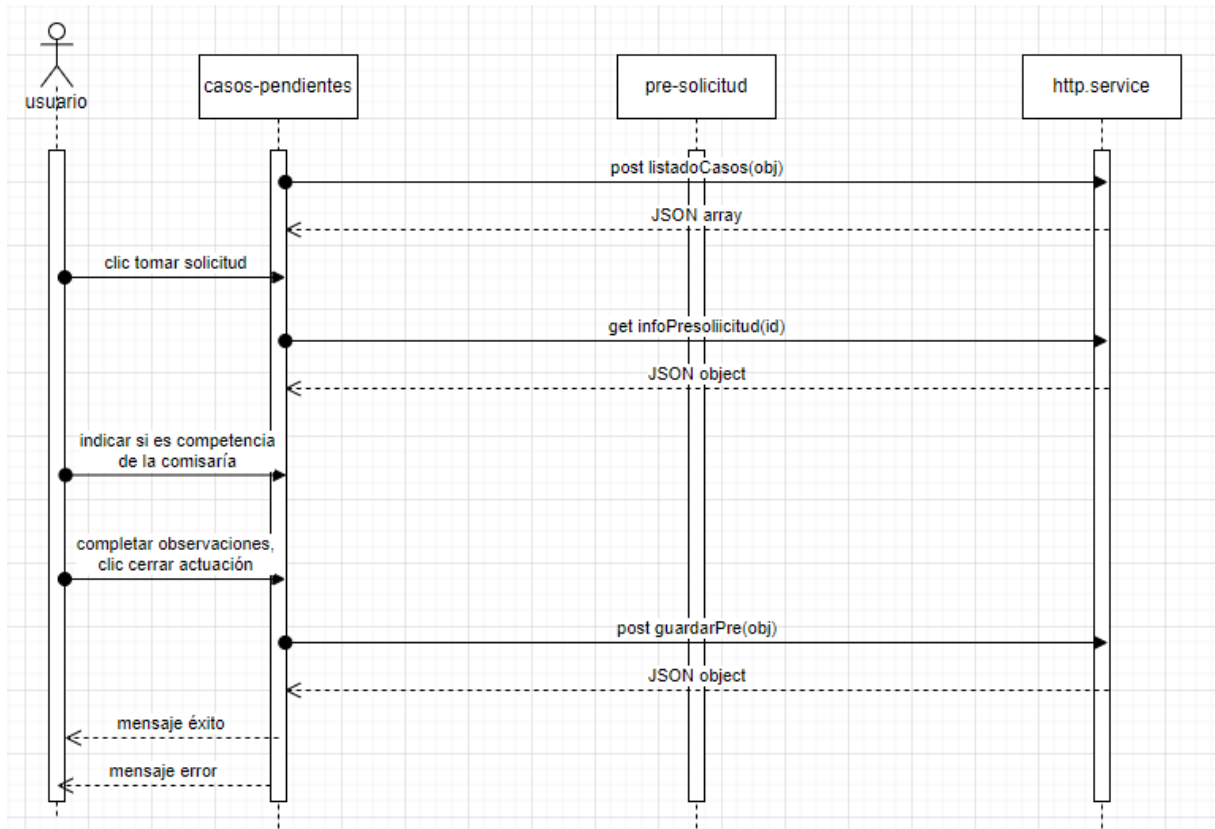 usuario
casos-pendientes
pre-solicitud
http.service
post listadoCasos(obj)
JSON array
clic tomar solicitud
get infoPresoliicitud(id)
JSON object
indicar si es competencia
de la comisaría
completar observaciones,
clic cerrar actuación
post guardarPre(obj)
JSON object
mensaje éxito
mensaje error